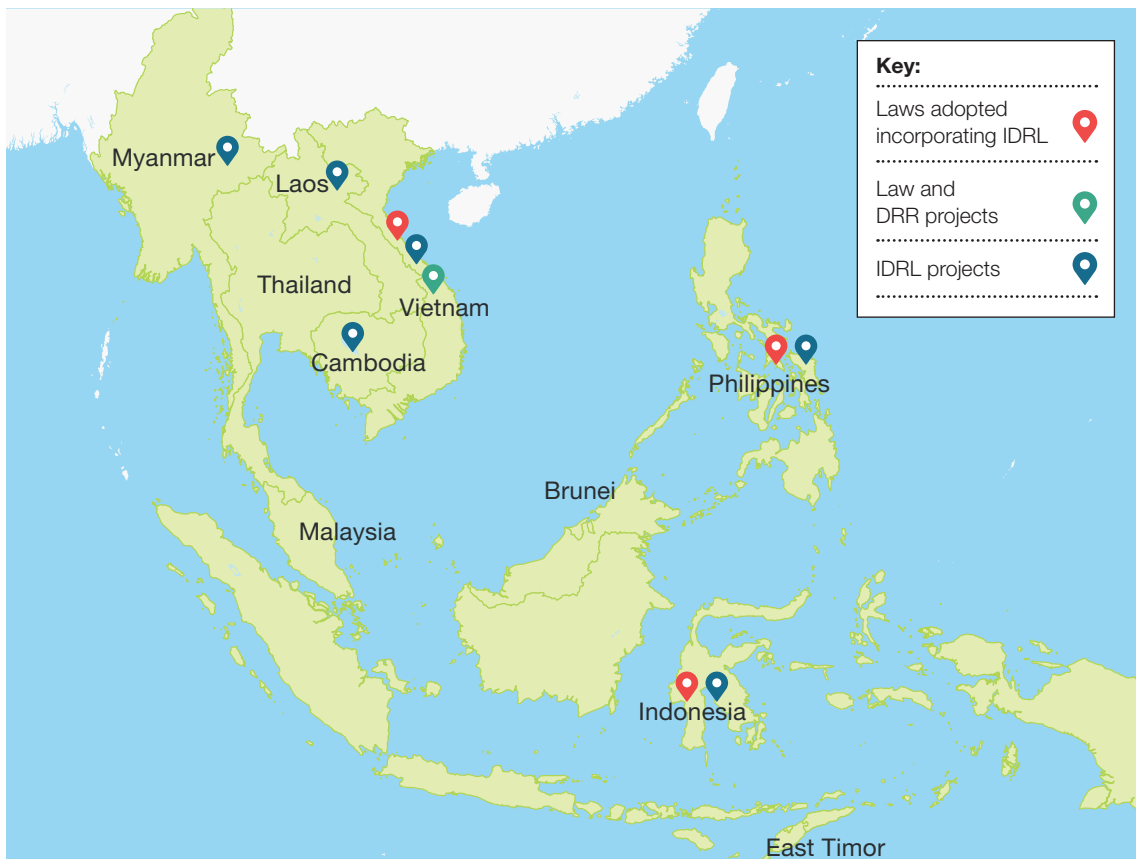 Key:
Laws adopted
incorporating IDRL
Law and
DRR projects
IDRL projects
Myanmar
Laos
Thailand
Vietnam
Cambodia
Philippines
Brunei
Malaysia
Indonesia
East Timor